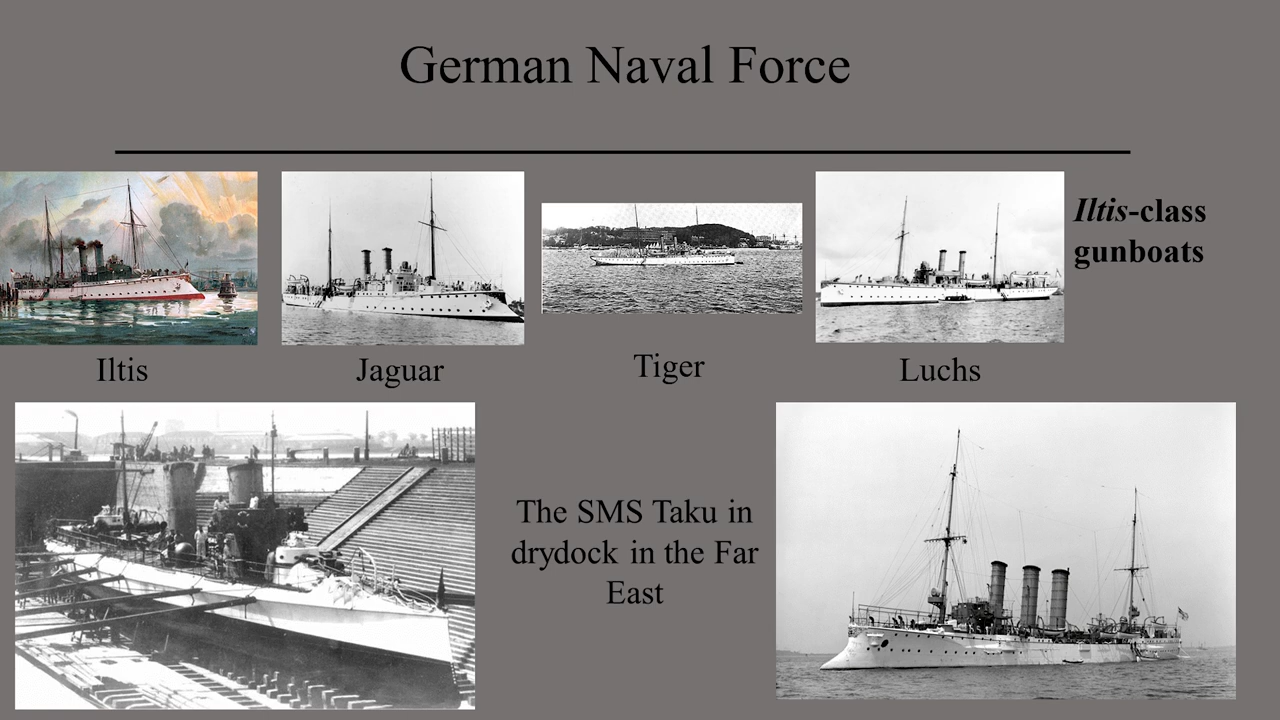 German Naval Force
Iltis-class
gunboats
Iltis
Jaguar
Tiger
Luchs
The SMS Taku in
drydock in the Far
East